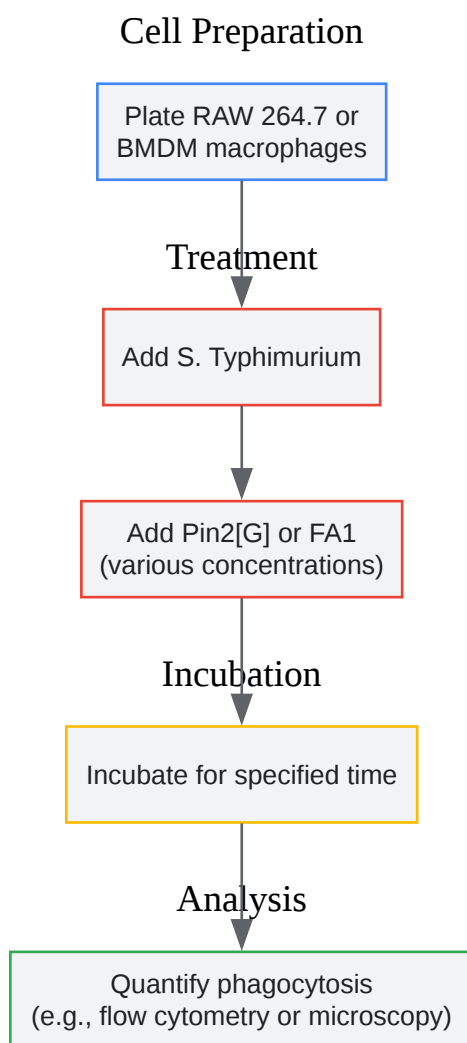 Cell Preparation
Plate RAW 264.7 or
BMDM macrophages
Treatment
Add S. Typhimurium
Add Pin2[G] or FA1
(various concentrations)
Incubation
Incubate for specified time
Analysis
Quantify phagocytosis
(e.g., flow cytometry or microscopy)